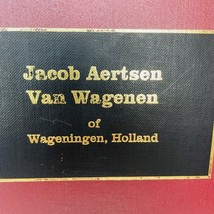 Jacob Aertsen
Van Wagenen
of
Wageningen, Holland